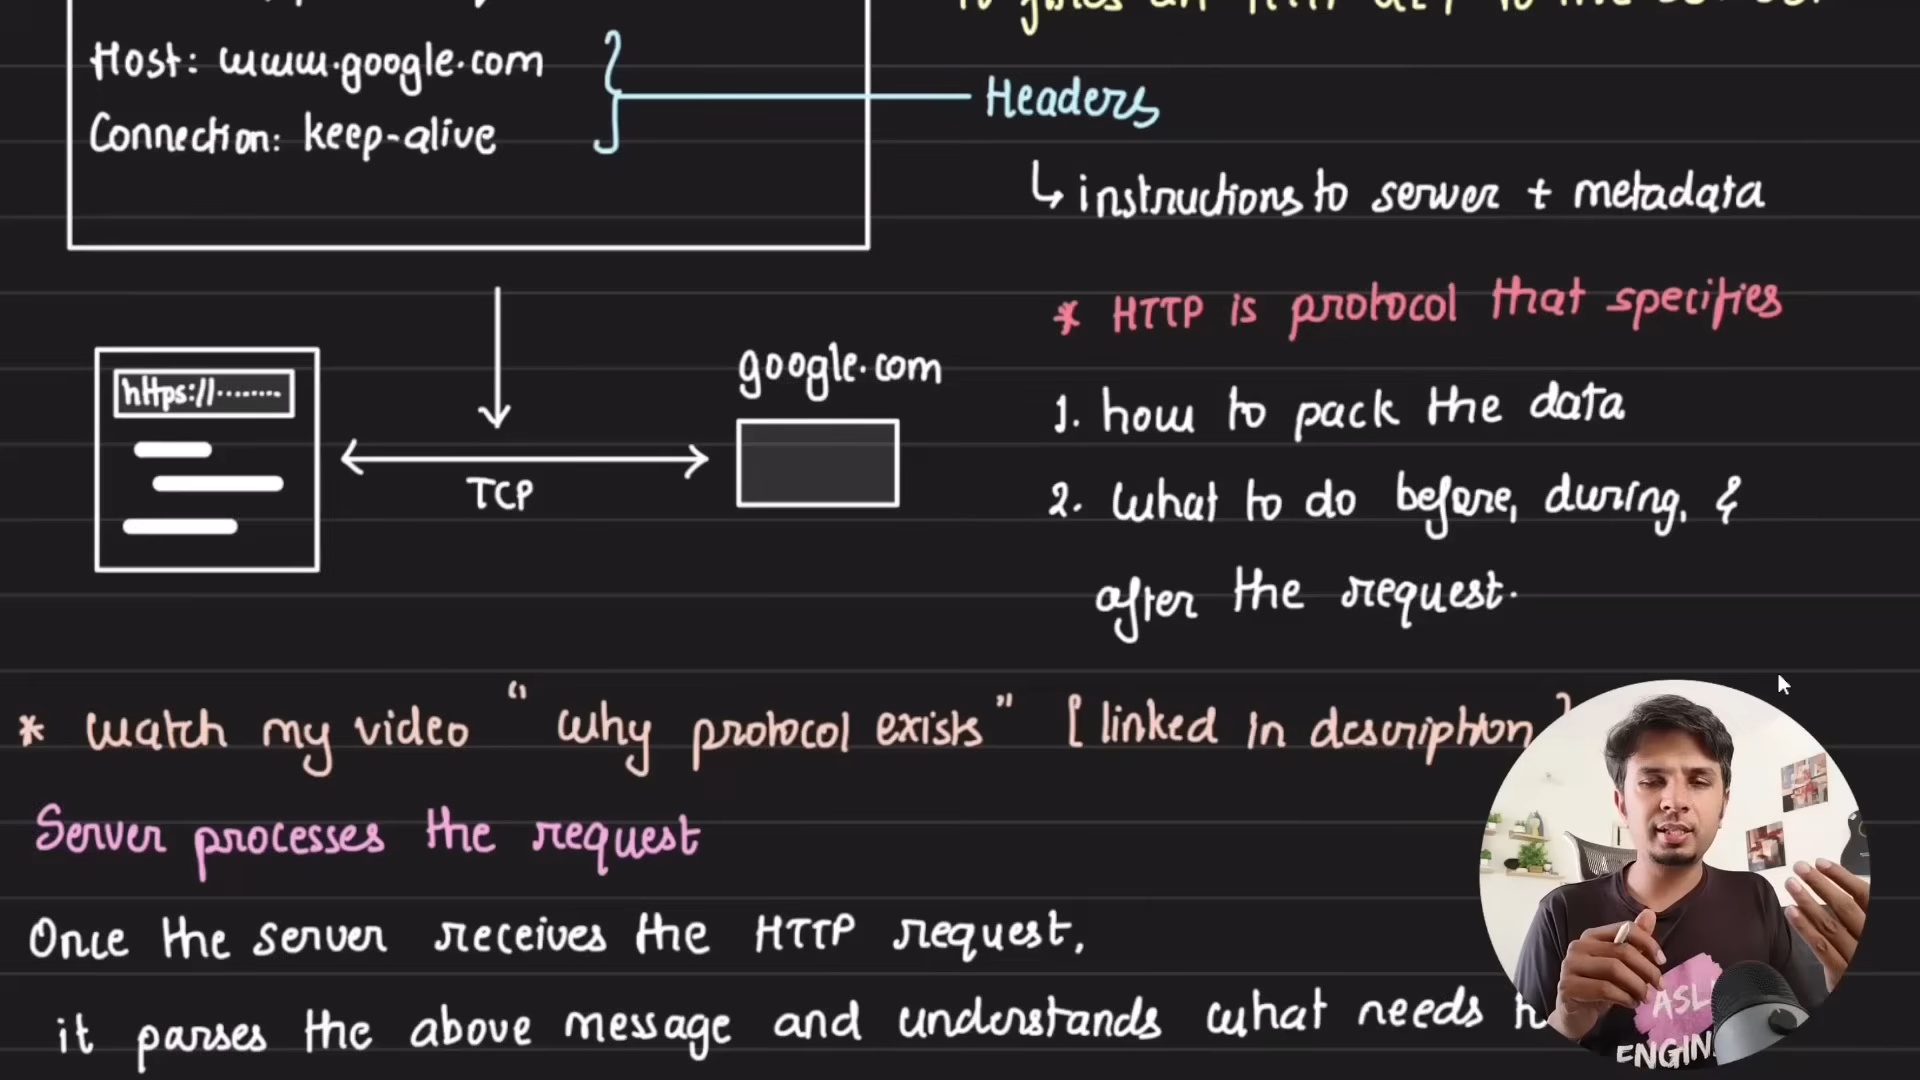 Host: www.google.com
Connection: keep-alive
Headers
instructions to server + metadata
* HTTP is protocol that specifies
1. how to pack the data
2. What to do before, during, &
after the request.
https://........
TCP
google.com
* Watch my video "why protocol exists" [linked in description]
Server processes the request
Once the server receives the HTTP request,
it parses the above message and understands what needs
ENGIN